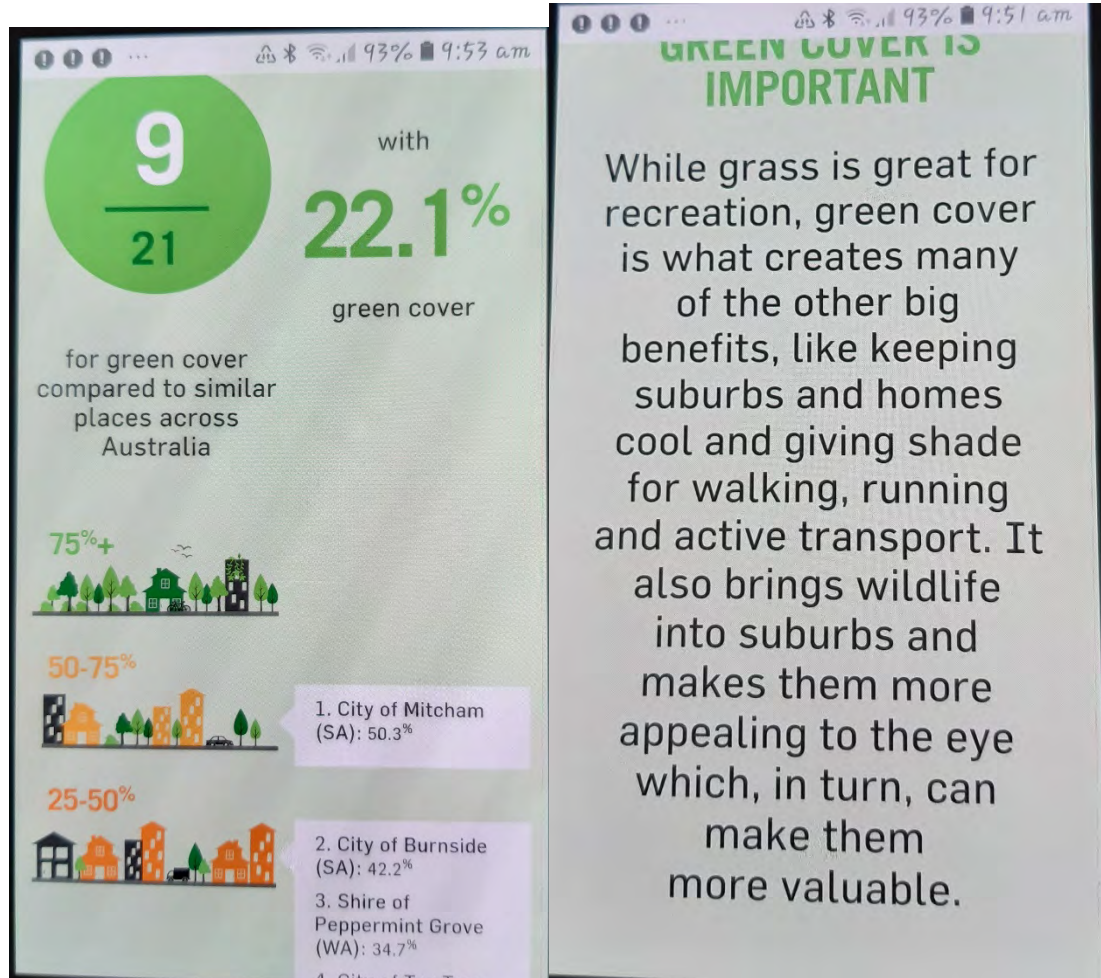 ... 93% 9:53 am
9
21
for green cover
compared to similar
places across
Australia
with
22.1%
green cover
75%+
50-75%
1. City of Mitcham
(SA): 50.3%
25-50%
2. City of Burnside
(SA): 42.2%
3. Shire of
Peppermint Grove
(WA): 34.7%
... 93% 9:51 am
GREEN COVER IS
IMPORTANT
While grass is great for
recreation, green cover
is what creates many
of the other big
benefits, like keeping
suburbs and homes
cool and giving shade
for walking, running
and active transport. It
also brings wildlife
into suburbs and
makes them more
appealing to the eye
which, in turn, can
make them
more valuable.